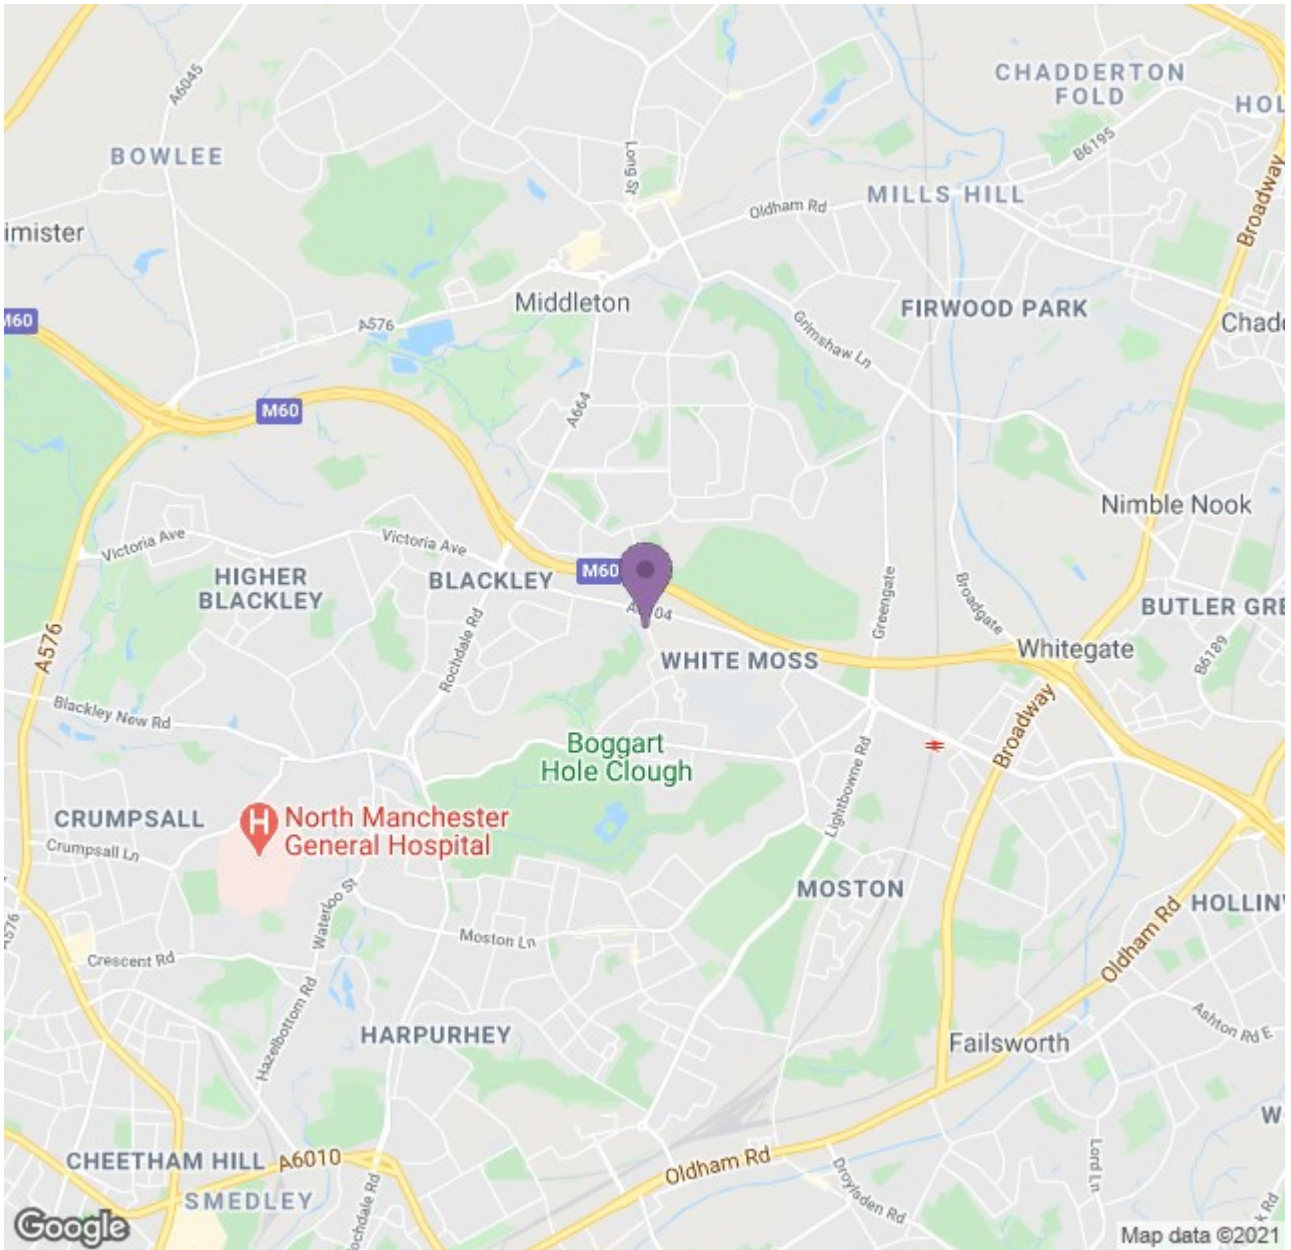 CHADDERTON
FOLD
A6045
HOL
BOWLEE
Long St
B6195
MILLS HILL
Oldham Rd
Broadway
imister
Middleton
FIRWOOD PARK
M60
A576
Grimshaw Ln
Chad
M60
A664
Nimble Nook
Victoria Ave
Victoria Ave
HIGHER
BLACKLEY
BLACKLEY
M60
Greengate
Broadgate
BUTLER GRE
A576
Rochdale Rd
WHITE MOSS
Whitegate
B6189
Blackley New Rd
Broadway
Boggart
Hole Clough
Lightbowne Rd
CRUMPSALL
H
North Manchester
General Hospital
Crumpsall Ln
MOSTON
HOLLIN
A576
Waterloo St
Moston Ln
Oldham Rd
Crescent Rd
Hazelbottom Rd
HARPURHEY
Failsworth
Ashton Rd E
CHEETHAM HILL
A6010
Oldham Rd
W
SMEDLEY
Rochdale Rd
Droylsden Rd
Lord Ln
k Rd
Google
Map data ©2021